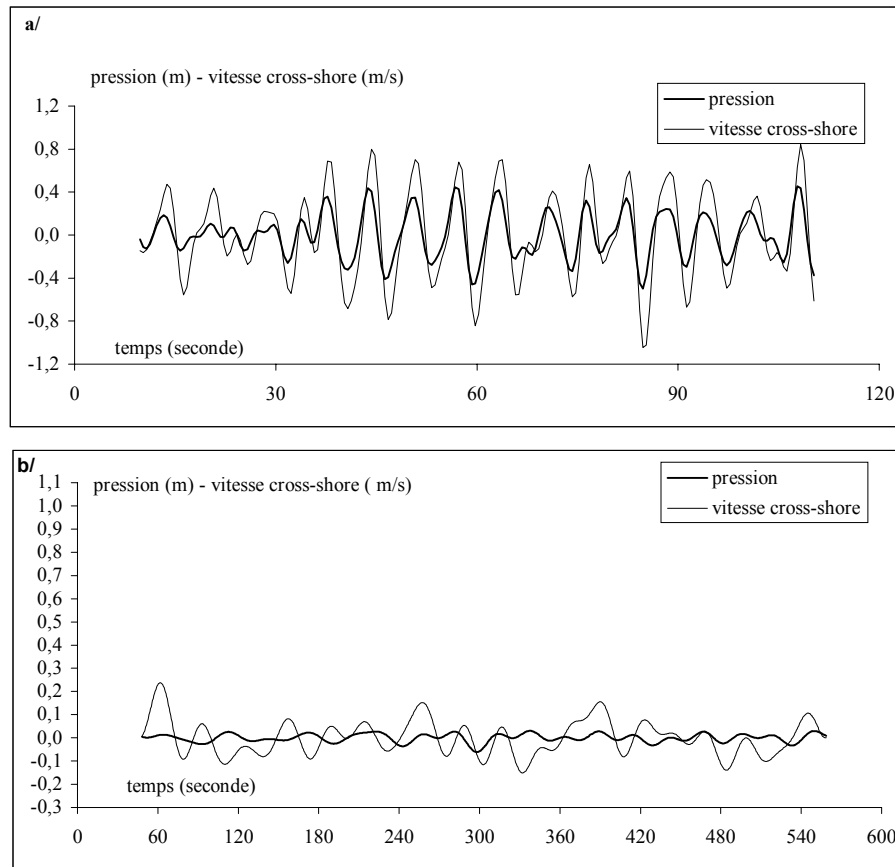 a/
pression (m) - vitesse cross-shore (m/s)
pression
vitesse cross-shore
1,2
0,8
0,4
0,0
-0,4
-0,8
-1,2
temps (seconde)
0 30 60 90 120
b/
pression (m) - vitesse cross-shore ( m/s)
pression
vitesse cross-shore
1,1
1,0
0,9
0,8
0,7
0,6
0,5
0,4
0,3
0,2
0,1
0,0
-0,1
-0,2
-0,3
temps (seconde)
0 60 120 180 240 300 360 420 480 540 600